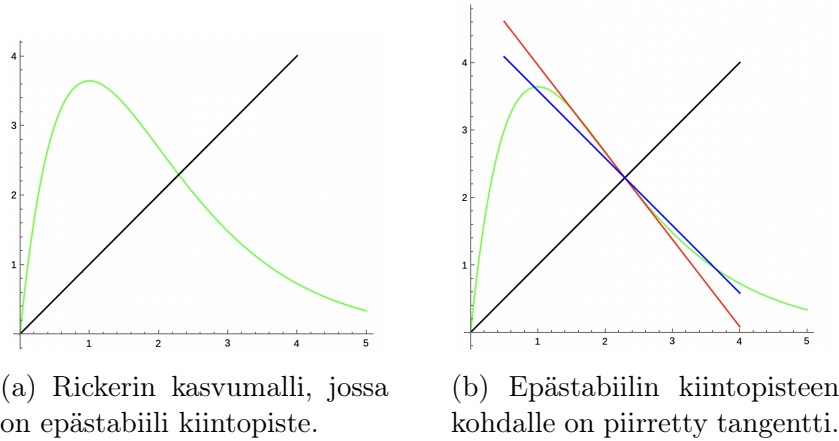 4
3
2
1
1 2 3 4 5
4
3
2
1
1 2 3 4 5
(a) Rickerin kasvumalli, jossa
on epästabiili kiintopiste.
(b) Epästabiilin kiintopisteen
kohdalle on piirretty tangentti.